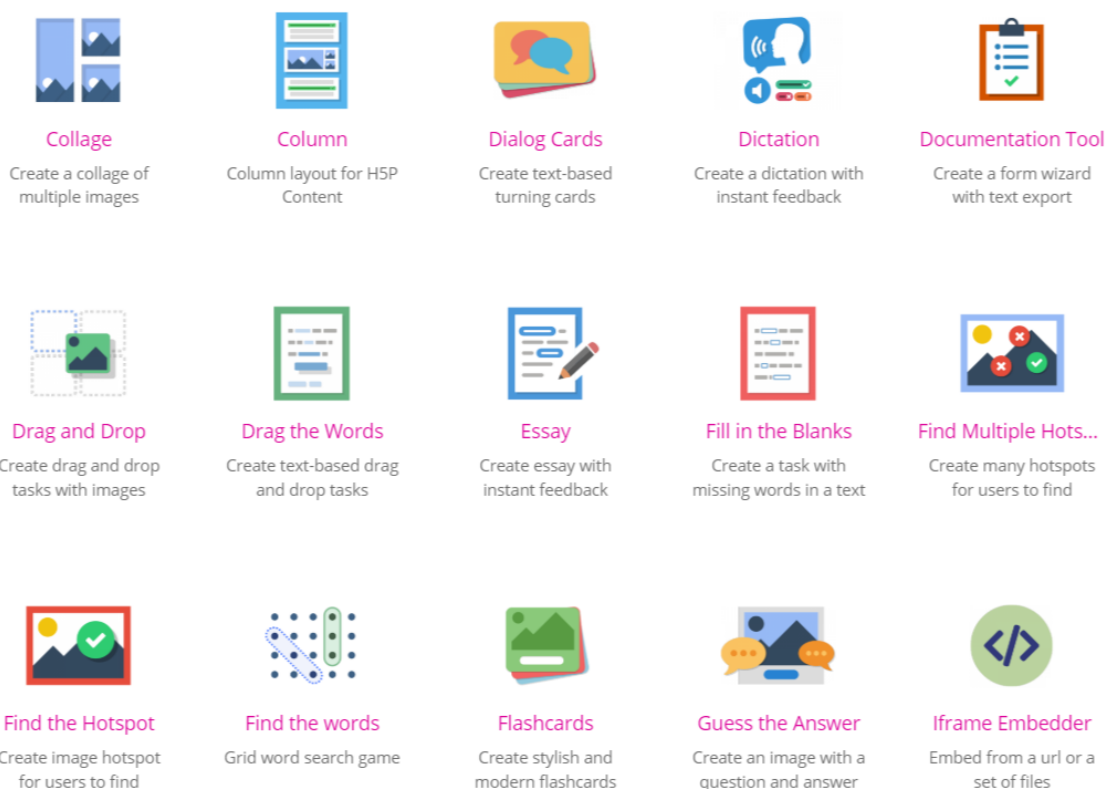 Collage
Column
Dialog Cards
Dictation
Documentation Tool
Create a collage of
multiple images
Column layout for H5P
Content
Create text-based
turning cards
Create a dictation with
instant feedback
Create a form wizard
with text export
Drag and Drop
Drag the Words
Essay
Fill in the Blanks
Find Multiple Hots...
Create drag and drop
tasks with images
Create text-based drag
and drop tasks
Create essay with
instant feedback
Create a task with
missing words in a text
Create many hotspots
for users to find
Find the Hotspot
Find the words
Flashcards
Guess the Answer
Iframe Embedder
Create image hotspot
for users to find
Grid word search game
Create stylish and
modern flashcards
Create an image with a
question and answer
Embed from a url or a
set of files